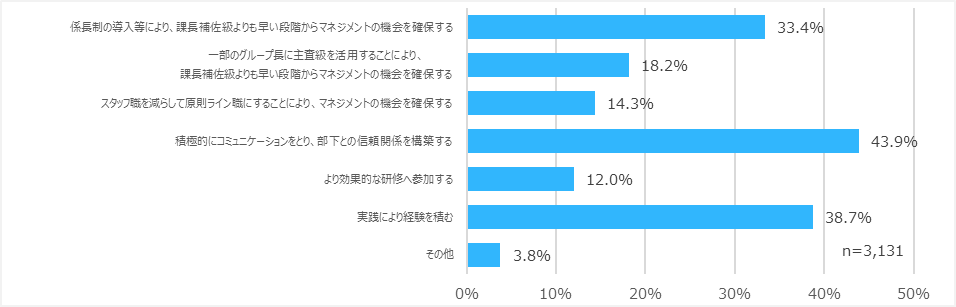 係長制の導入等により、課長補佐級よりも早い段階からマネジメントの機会を確保する
33.4%
一部のグループ長に主査級を活用することにより、
課長補佐級よりも早い段階からマネジメントの機会を確保する
18.2%
スタッフ職を減らして原則ライン職にすることにより、マネジメントの機会を確保する
14.3%
積極的にコミュニケーションをとり、部下との信頼関係を構築する
43.9%
より効果的な研修へ参加する
12.0%
実践により経験を積む
38.7%
その他
3.8%
n=3,131
0%
10%
20%
30%
40%
50%